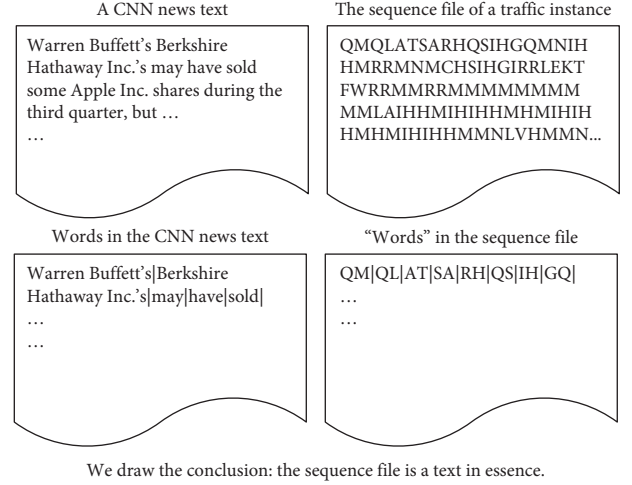 A CNN news text
Warren Buffett's Berkshire
Hathaway Inc.'s may have sold
some Apple Inc. shares during the
third quarter, but …
…
The sequence file of a traffic instance
QMQLATSARHQSIHGQMNIH
HMRRMNMCHSIHGIRRLEKT
FWRRMMRRMMMMMMMM
MMLAIHHMIHIHHMHMIHIH
HMHMIHIHHMMNLVHMMN...
Words in the CNN news text
Warren Buffett's|Berkshire
Hathaway Inc.'s|may|have|sold|
…
…
"Words" in the sequence file
QM|QL|AT|SA|RH|QS|IH|GQ|
…
…
We draw the conclusion: the sequence file is a text in essence.